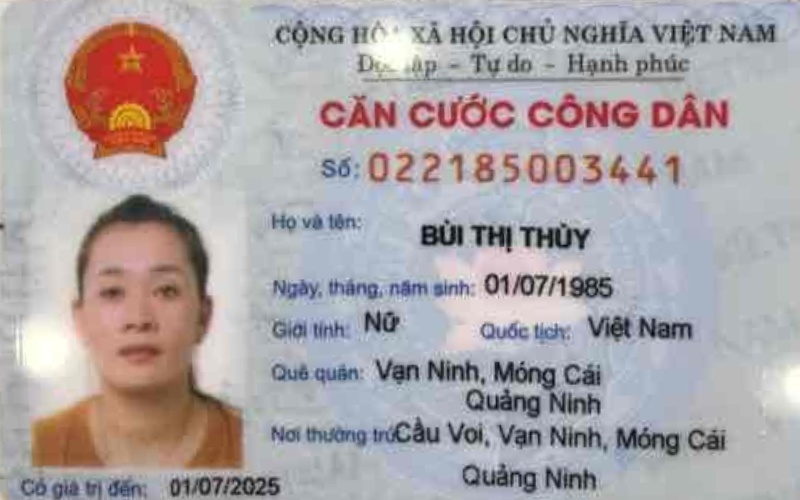 CỘNG HÒA XÃ HỘI CHỦ NGHĨA VIỆT NAM
Độc lập - Tự do - Hạnh phúc
CĂN CƯỚC CÔNG DÂN
Số: 022185003441
Họ và tên: BÙI THỊ THÙY
Ngày, tháng, năm sinh: 01/07/1985
Giới tính: Nữ Quốc tịch: Việt Nam
Quê quán: Vạn Ninh, Móng Cái
Quảng Ninh
Nơi thường trú: Cầu Voi, Vạn Ninh, Móng Cái
Quảng Ninh
Có giá trị đến: 01/07/2025